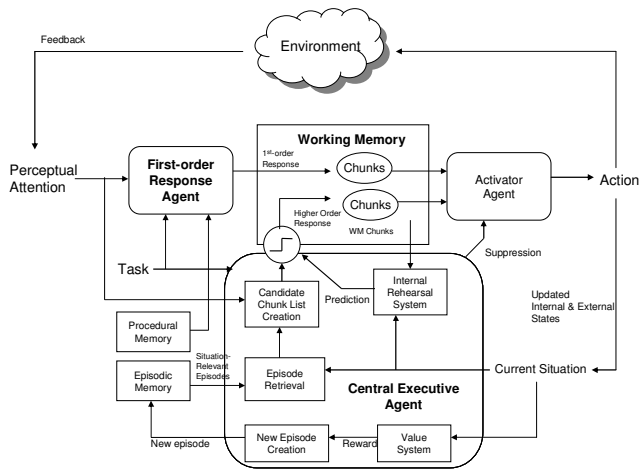 Feedback
Environment
Working Memory
1st-order
Response
Chunks
First-order
Response
Agent
Perceptual
Attention
Activator
Agent
Action
Chunks
Higher Order
Response
WM Chunks
Suppression
Task
Candidate
Chunk List
Creation
Prediction
Internal
Rehearsal
System
Updated
Internal & External
States
Procedural
Memory
Situation-
Relevant
Episodes
Episodic
Memory
Episode
Retrieval
Central Executive
Agent
Current Situation
New episode
New Episode
Creation
Reward
Value
System